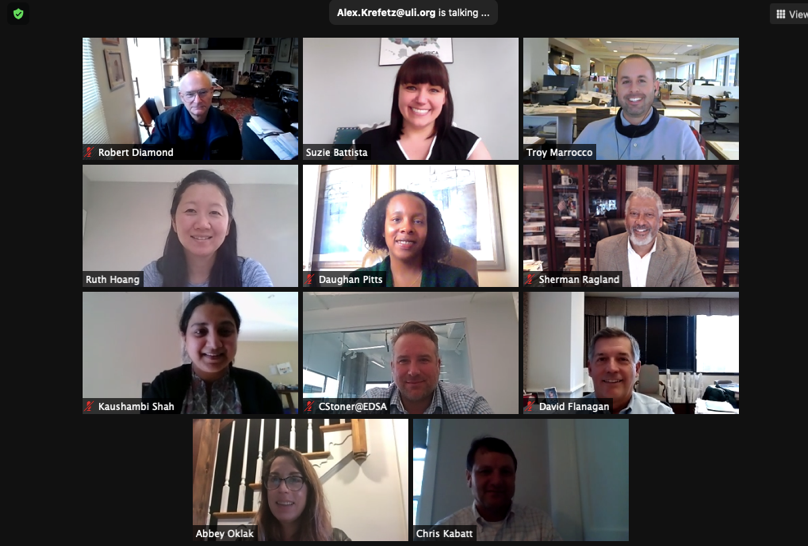 Alex.Krefetz@uli.org is talking ...
View
Robert Diamond
Suzie Battista
Troy Marrocco
Ruth Hoang
Daughan Pitts
Sherman Ragland
Kaushambi Shah
CStoner@EDSA
David Flanagan
Abbey Oklak
Chris Kabatt